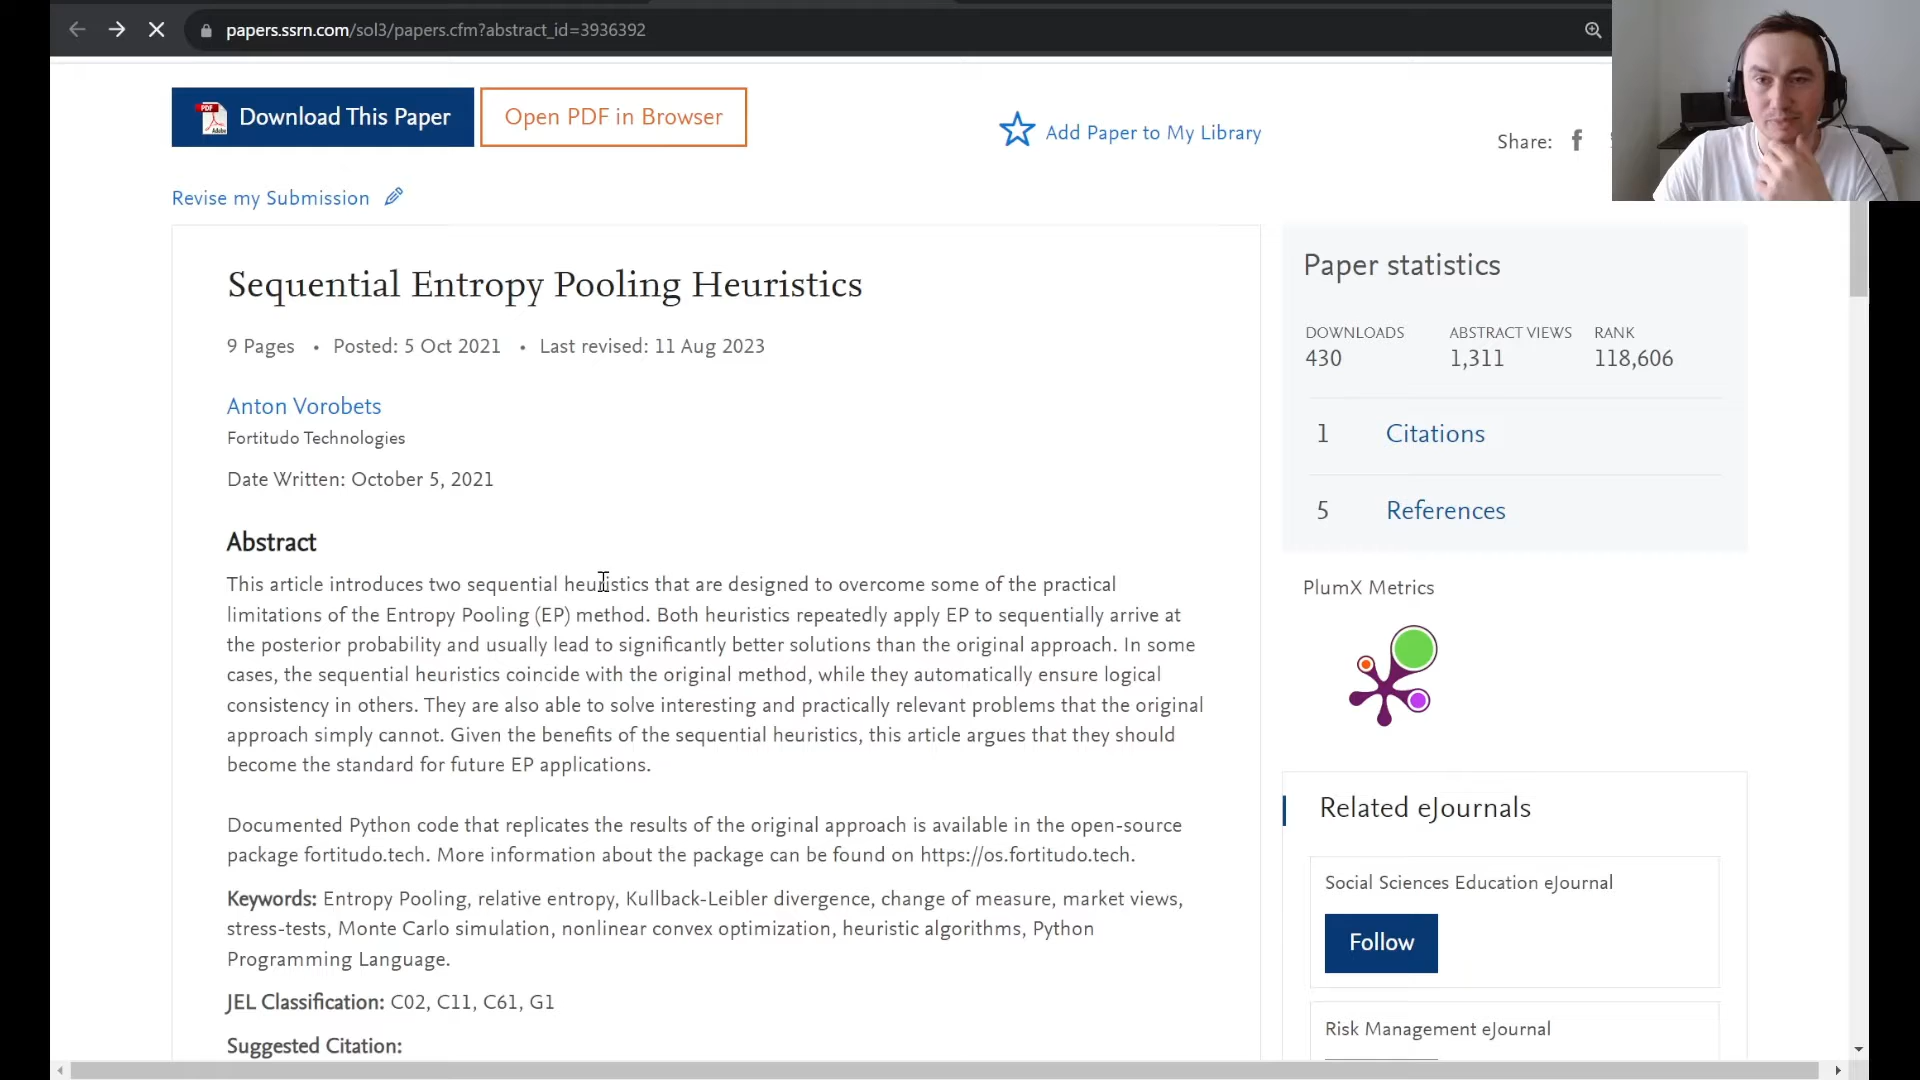 papers.ssrn.com/sol3/papers.cfm?abstract_id=3936392
Download This Paper
Open PDF in Browser
Add Paper to My Library
Share:
Revise my Submission
Sequential Entropy Pooling Heuristics
9 Pages • Posted: 5 Oct 2021 • Last revised: 11 Aug 2023
Anton Vorobets
Fortitudo Technologies
Date Written: October 5, 2021
Abstract
This article introduces two sequential heuristics that are designed to overcome some of the practical
limitations of the Entropy Pooling (EP) method. Both heuristics repeatedly apply EP to sequentially arrive at
the posterior probability and usually lead to significantly better solutions than the original approach. In some
cases, the sequential heuristics coincide with the original method, while they automatically ensure logical
consistency in others. They are also able to solve interesting and practically relevant problems that the original
approach simply cannot. Given the benefits of the sequential heuristics, this article argues that they should
become the standard for future EP applications.
Documented Python code that replicates the results of the original approach is available in the open-source
package fortitudo.tech. More information about the package can be found on https://os.fortitudo.tech.
Keywords: Entropy Pooling, relative entropy, Kullback-Leibler divergence, change of measure, market views,
stress-tests, Monte Carlo simulation, nonlinear convex optimization, heuristic algorithms, Python
Programming Language.
JEL Classification: C02, C11, C61, G1
Suggested Citation:
Paper statistics
DOWNLOADS ABSTRACT VIEWS RANK
430 1,311 118,606
1 Citations
5 References
PlumX Metrics
Related eJournals
Social Sciences Education eJournal
Follow
Risk Management eJournal